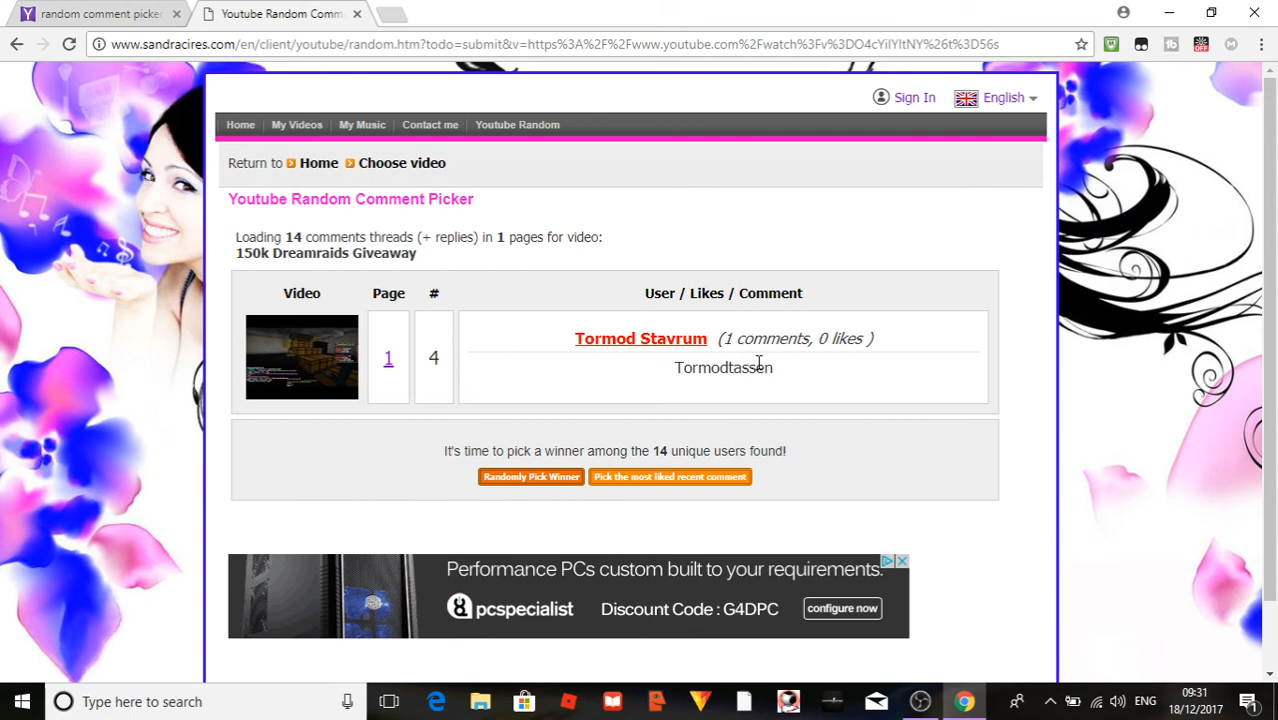 random comment picker
Youtube Random Comm
www.sandracires.com/en/client/youtube/random.htm?todo=submit&v=https%3A%2F%2Fwww.youtube.com%2Fwatch%3Fv%3DO4cYilYltNY%26t%3D56s
Sign In English
Home My Videos My Music Contact me Youtube Random
Return to Home Choose video
Youtube Random Comment Picker
Loading 14 comments threads (+ replies) in 1 pages for video:
150k Dreamraids Giveaway
Video Page # User / Likes / Comment
Tormod Stavrum (1 comments, 0 likes )
1 4
Tormodtassen
It's time to pick a winner among the 14 unique users found!
Randomly Pick Winner Pick the most liked recent comment
Performance PCs custom built to your requirements.
pcspecialist Discount Code : G4DPC configure now
Type here to search
ENG
09:31
18/12/2017